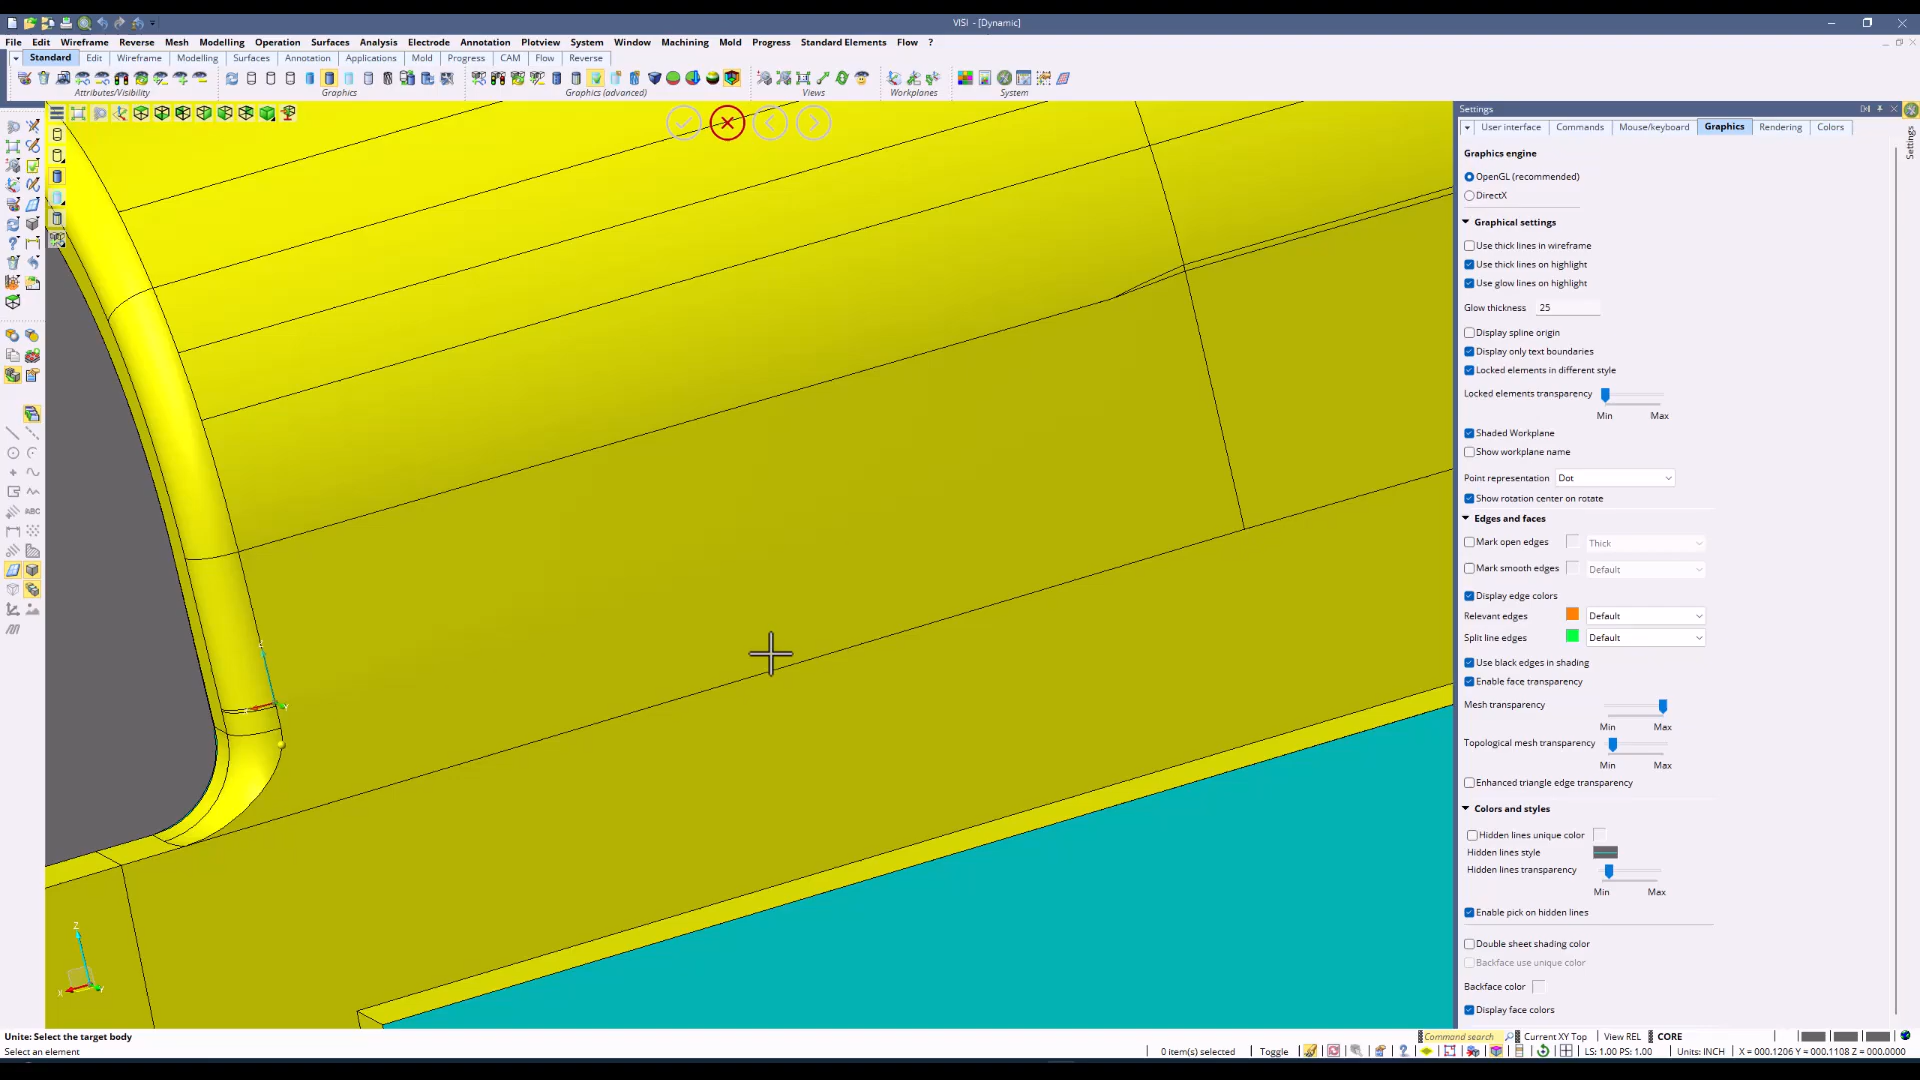 VISI - [Dynamic]
File Edit Wireframe Reverse Mesh Modelling Operation Surfaces Analysis Electrode Annotation Plotview System Window Machining Mold Progress Standard Elements Flow ?
Standard Edit Wireframe Modelling Surfaces Annotation Applications Mold Progress CAM Flow Reverse
Attributes/Visibility Graphics Graphics (advanced) Views Workplanes System
Settings
User interface Commands Mouse/keyboard Graphics Rendering Colors
Settings
Graphics engine
OpenGL (recommended)
DirectX
Graphical settings
Use thick lines in wireframe
Use thick lines on highlight
Use glow lines on highlight
Glow thickness 25
Display spline origin
Display only text boundaries
Locked elements in different style
Locked elements transparency
Min Max
Shaded Workplane
Show workplane name
Point representation Dot
Show rotation center on rotate
Edges and faces
Mark open edges Thick
Mark smooth edges Default
Display edge colors
Relevant edges Default
Split line edges Default
Use black edges in shading
Enable face transparency
Mesh transparency
Min Max
Topological mesh transparency
Min Max
Enhanced triangle edge transparency
Colors and styles
Hidden lines unique color
Hidden lines style
Hidden lines transparency
Min Max
Enable pick on hidden lines
Double sheet shading color
Backface use unique color
Backface color
Display face colors
ABC
Z
X
Unite: Select the target body
Command search Current XY Top View REL CORE
Select an element
0 item(s) selected Toggle LS: 1.00 PS: 1.00 Units: INCH X = 000.1206 Y = 000.1108 Z = 000.0000